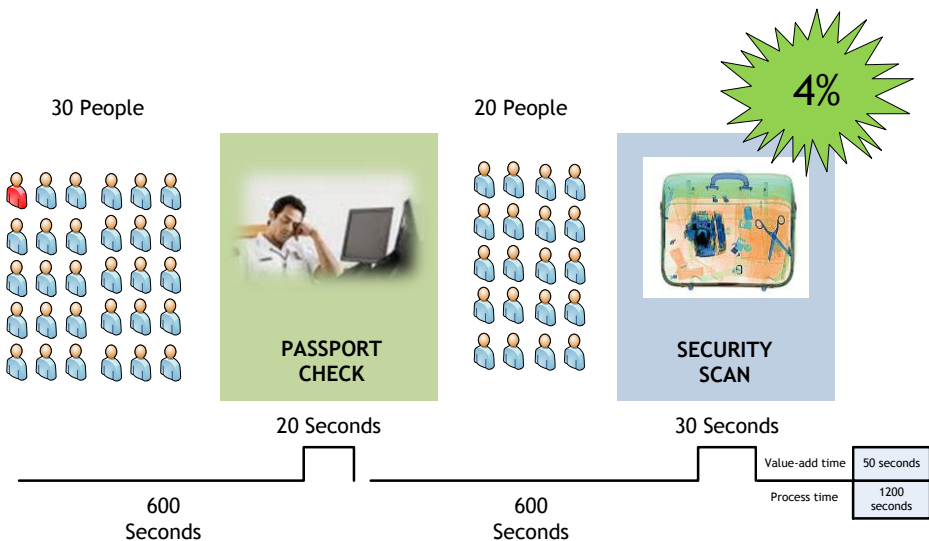 4%
30 People
20 People
PASSPORT
CHECK
SECURITY
SCAN
20 Seconds
30 Seconds
Value-add time
50 seconds
600
Seconds
600
Seconds
Process time
1200
seconds